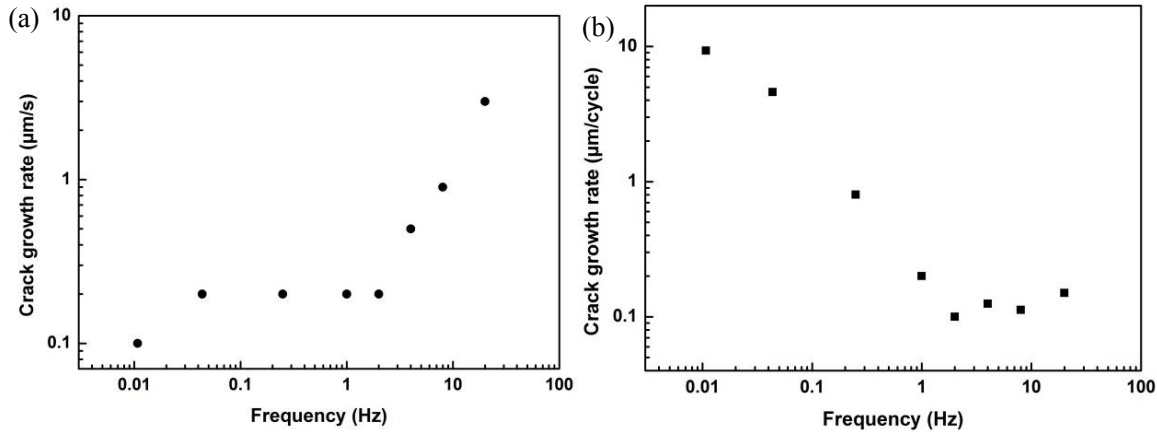 (a)
Crack growth rate (μm/s)
10
1
0.1
0.01 0.1 1 10 100
Frequency (Hz)
(b)
Crack growth rate (μm/cycle)
10
1
0.1
0.01 0.1 1 10 100
Frequency (Hz)